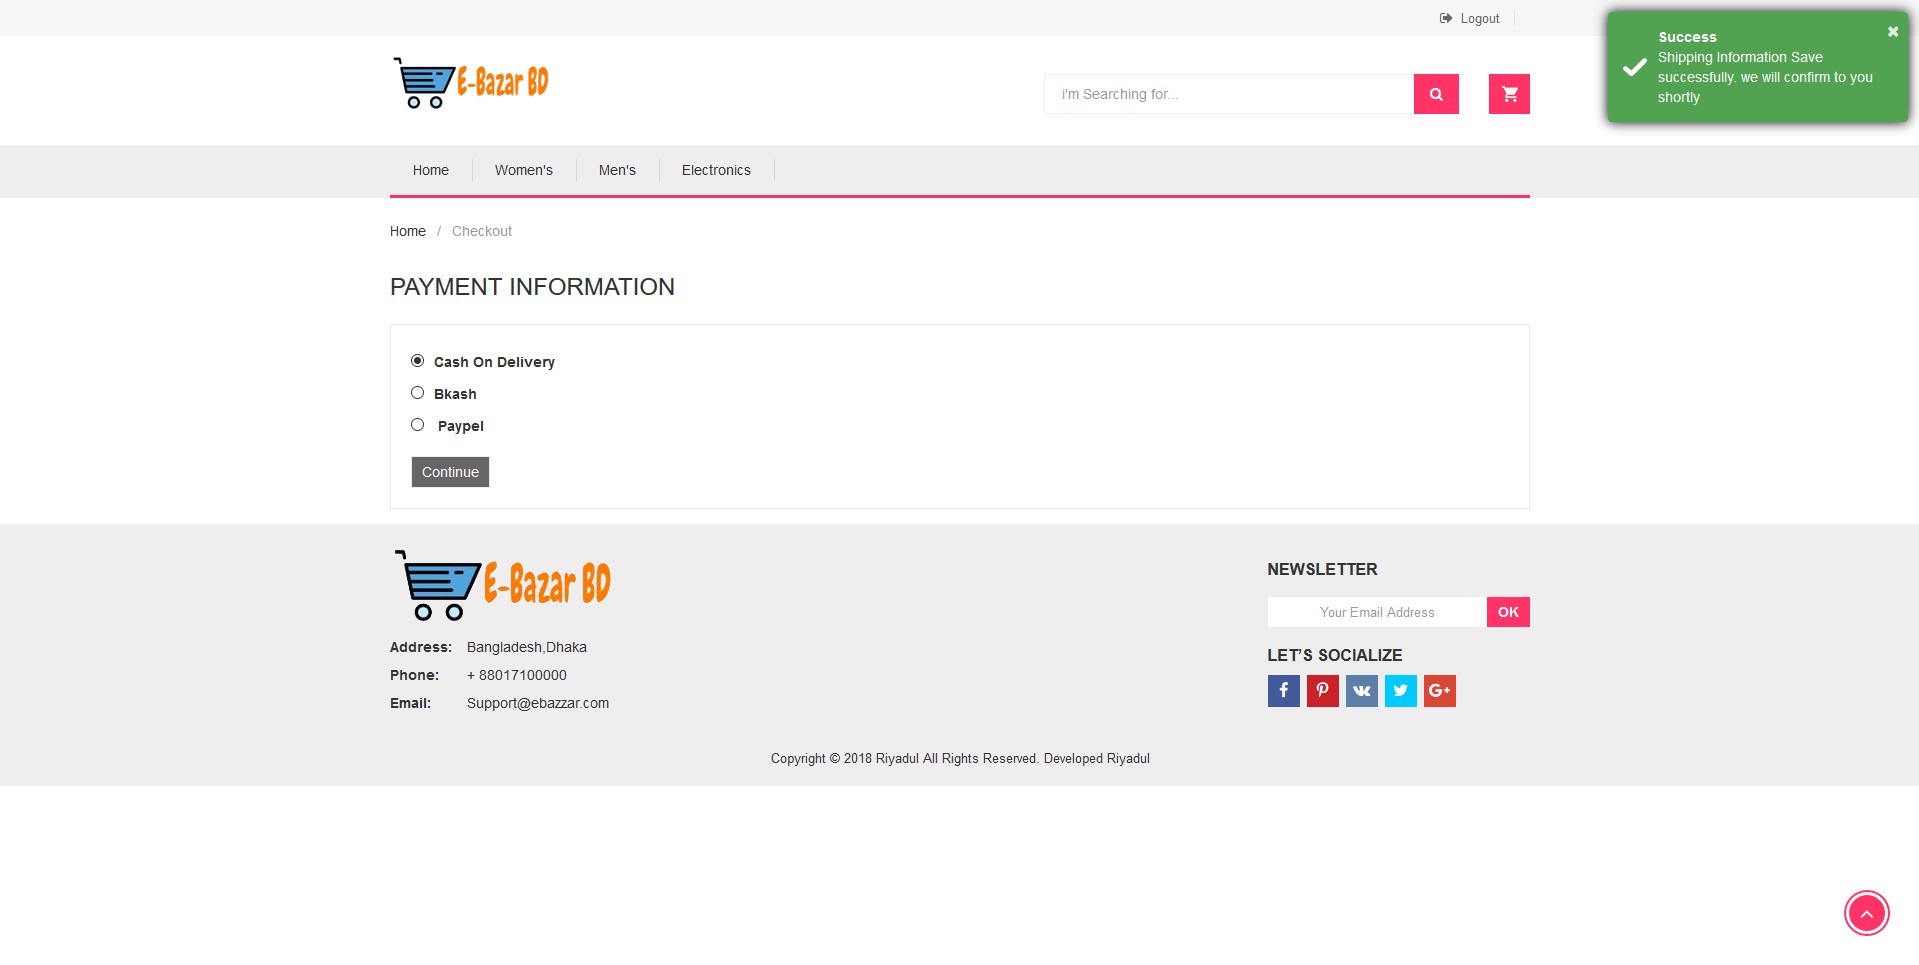 Logout
Success
Shipping Information Save
successfully. we will confirm to you
shortly
E-Bazar BD
i'm Searching for...
Home
Women's
Men's
Electronics
Home / Checkout
PAYMENT INFORMATION
Cash On Delivery
Bkash
Paypel
Continue
E-Bazar BD
Address: Bangladesh,Dhaka
Phone: + 88017100000
Email: Support@ebazzar.com
NEWSLETTER
Your Email Address
OK
LET’S SOCIALIZE
Copyright © 2018 Riyadul All Rights Reserved. Developed Riyadul